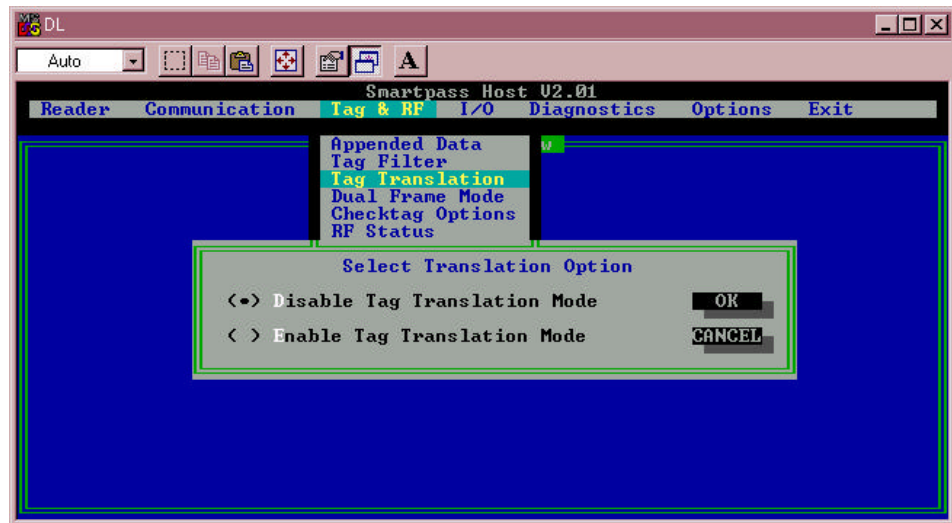 DL
Auto
A
Smartpass Host V2.01
Reader Communication Tag & RF I/O Diagnostics Options Exit
Appended Data w
Tag Filter
Tag Translation
Dual Frame Mode
Checktag Options
RF Status
Select Translation Option
(•) Disable Tag Translation Mode OK
( ) Enable Tag Translation Mode CANCEL